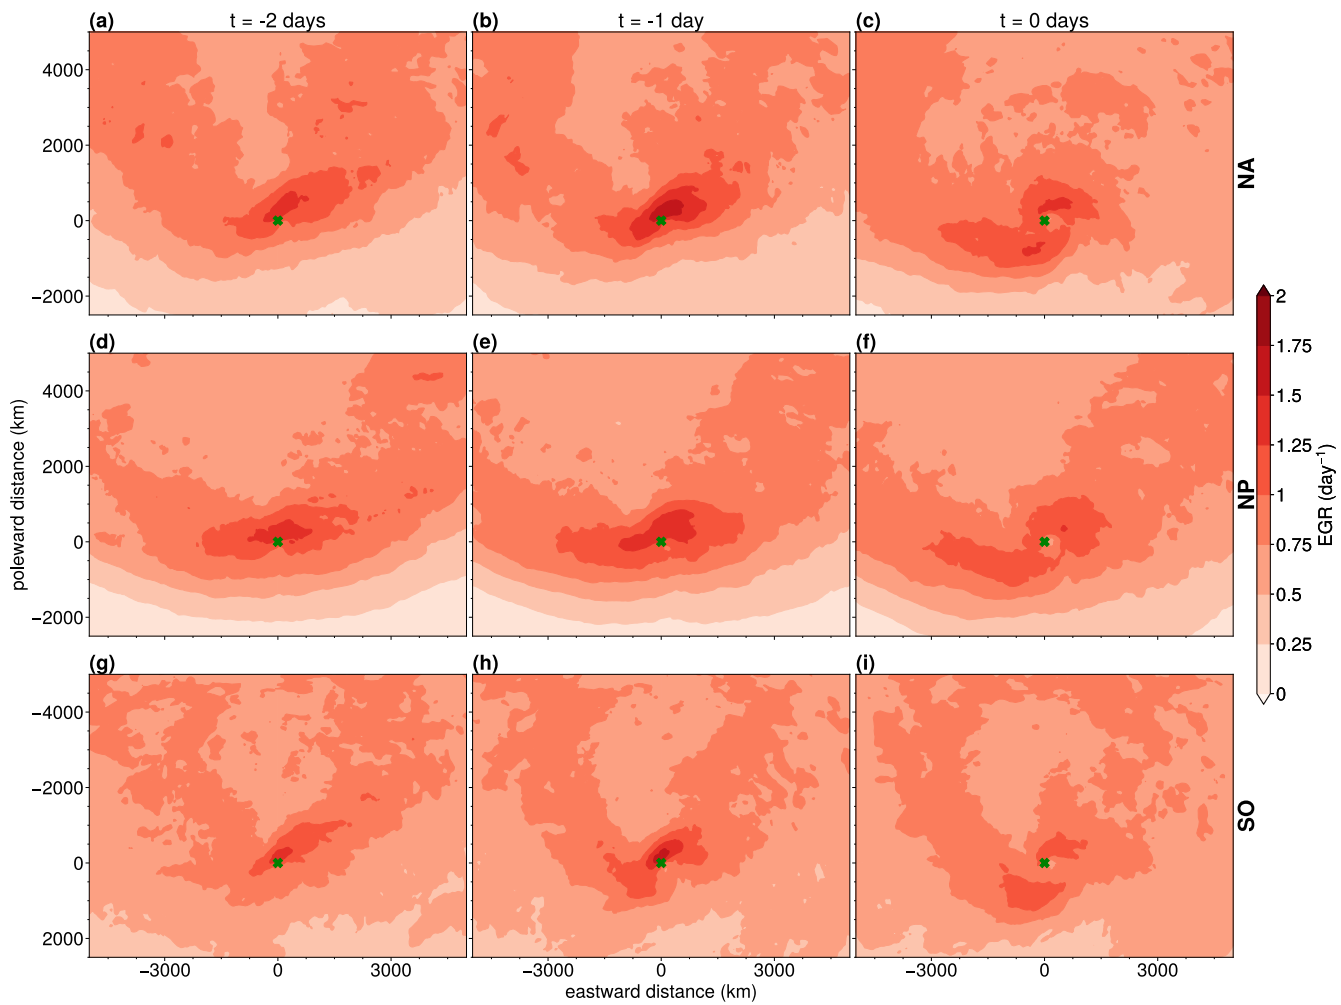 (a) t = -2 days (b) t = -1 day (c) t = 0 days
4000
2000
0
−2000
NA
(d) (e) (f)
4000
2000
0
−2000
NP
(g) (h) (i)
-4000
-2000
0
2000
SO
−3000 0 3000 −3000 0 3000 −3000 0 3000
eastward distance (km)
poleward distance (km)
2
1.75
1.5
1.25
1
0.75
0.5
0.25
0
EGR (day⁻¹)